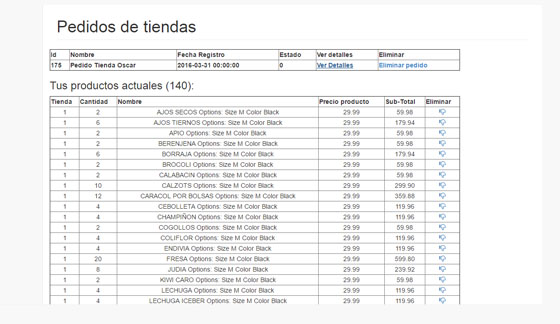 Pedidos de tiendas
Id Nombre Fecha Registro Estado Ver detalles Eliminar
175 Pedido Tienda Oscar 2016-03-31 00:00:00 0 Ver Detalles Eliminar pedido
Tus productos actuales (140):
Tienda Cantidad Nombre Precio producto Sub-Total Eliminar
1 2 AJOS SECOS Options: Size M Color Black 29.99 59.98
1 6 AJOS TIERNOS Options: Size M Color Black 29.99 179.94
1 2 APIO Options: Size M Color Black 29.99 59.98
1 2 BERENJENA Options: Size M Color Black 29.99 59.98
1 6 BORRAJA Options: Size M Color Black 29.99 179.94
1 2 BROCOLI Options: Size M Color Black 29.99 59.98
1 2 CALABACIN Options: Size M Color Black 29.99 59.98
1 10 CALZOTS Options: Size M Color Black 29.99 299.90
1 12 CARACOL POR BOLSAS Options: Size M Color Black 29.99 359.88
1 4 CEBOLLETA Options: Size M Color Black 29.99 119.96
1 4 CHAMPIÑON Options: Size M Color Black 29.99 119.96
1 2 COGOLLOS Options: Size M Color Black 29.99 59.98
1 4 COLIFLOR Options: Size M Color Black 29.99 119.96
1 4 ENDIVIA Options: Size M Color Black 29.99 119.96
1 20 FRESA Options: Size M Color Black 29.99 599.80
1 8 JUDIA Options: Size M Color Black 29.99 239.92
1 2 KIWI CARO Options: Size M Color Black 29.99 59.98
1 4 LECHUGA Options: Size M Color Black 29.99 119.96
1 4 LECHUGA ICEBER Options: Size M Color Black 29.99 119.96